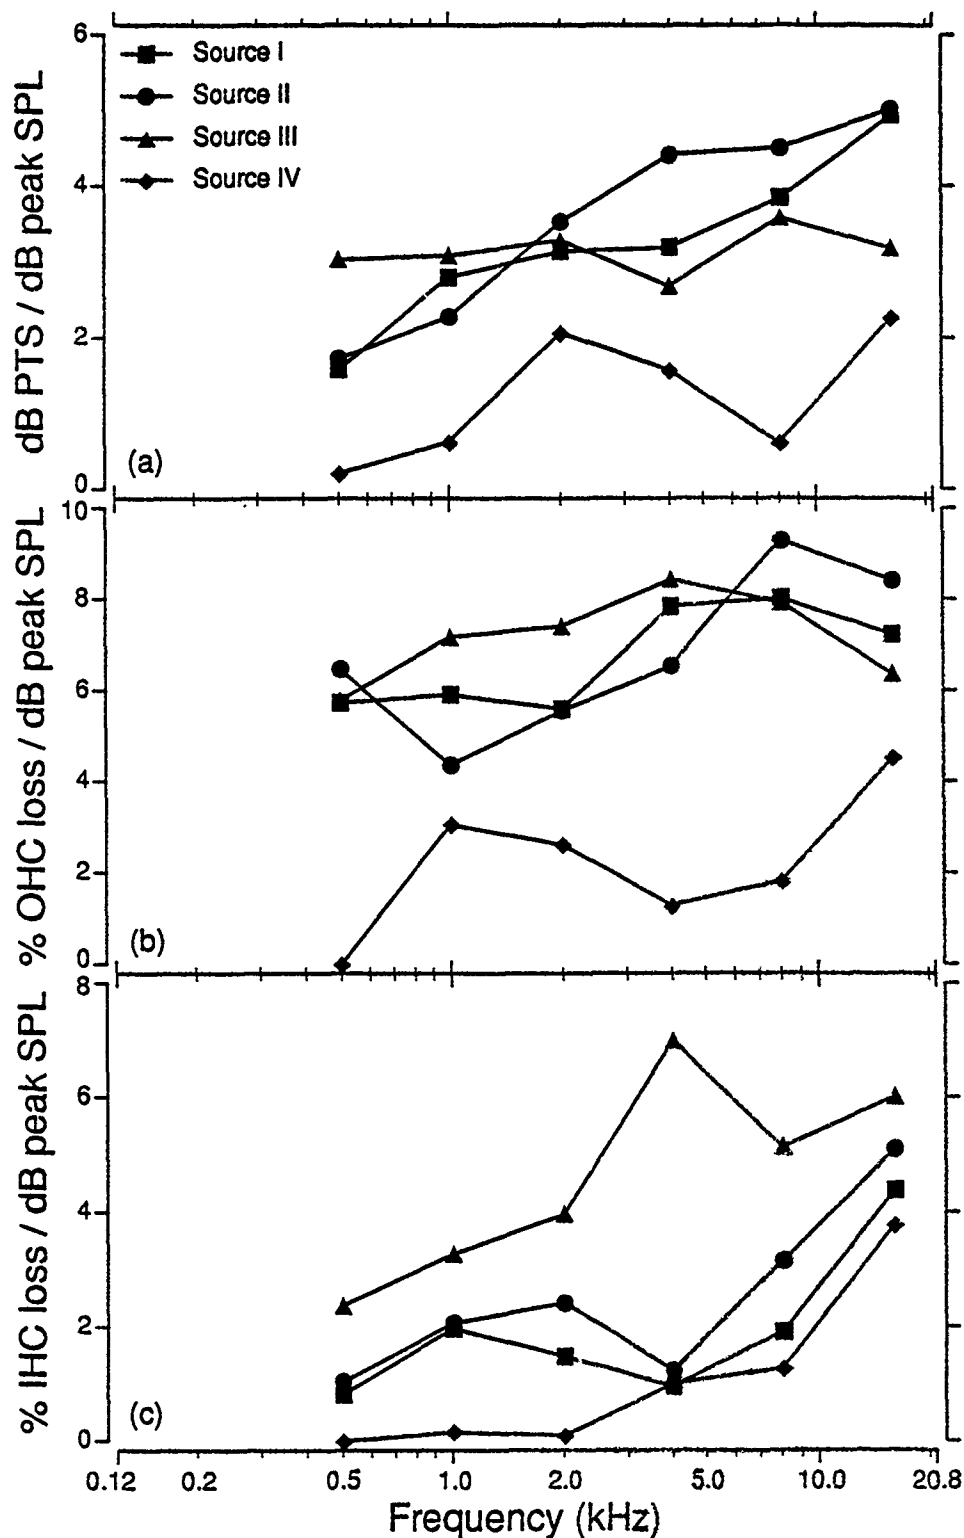 6
Source I
Source II
Source III
Source IV
4
2
0
dB PTS / dB peak SPL
(a)
10
8
6
4
2
0
% OHC loss / dB peak SPL
(b)
8
6
4
2
0
% IHC loss / dB peak SPL
(c)
0.12 0.2 0.5 1.0 2.0 5.0 10.0 20.8
Frequency (kHz)